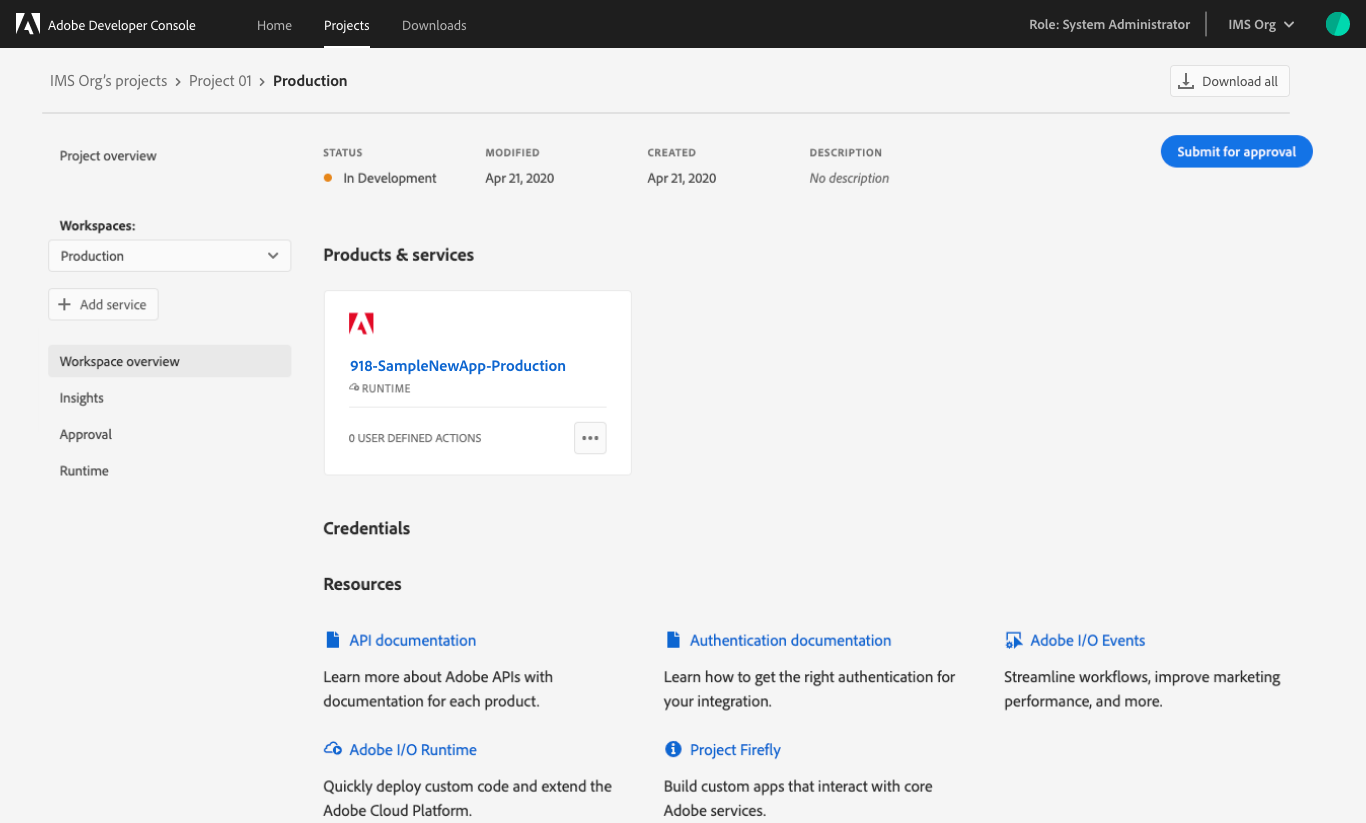 Adobe Developer Console
Home
Projects
Downloads
Role: System Administrator
IMS Org
IMS Org's projects > Project 01 > Production
Download all
Project overview
STATUS
In Development
MODIFIED
Apr 21, 2020
CREATED
Apr 21, 2020
DESCRIPTION
No description
Submit for approval
Workspaces:
Production
Add service
Workspace overview
Insights
Approval
Runtime
Products & services
918-SampleNewApp-Production
RUNTIME
0 USER DEFINED ACTIONS
Credentials
Resources
API documentation
Learn more about Adobe APIs with
documentation for each product.
Authentication documentation
Learn how to get the right authentication for
your integration.
Adobe I/O Events
Streamline workflows, improve marketing
performance, and more.
Adobe I/O Runtime
Quickly deploy custom code and extend the
Adobe Cloud Platform.
Project Firefly
Build custom apps that interact with core
Adobe services.